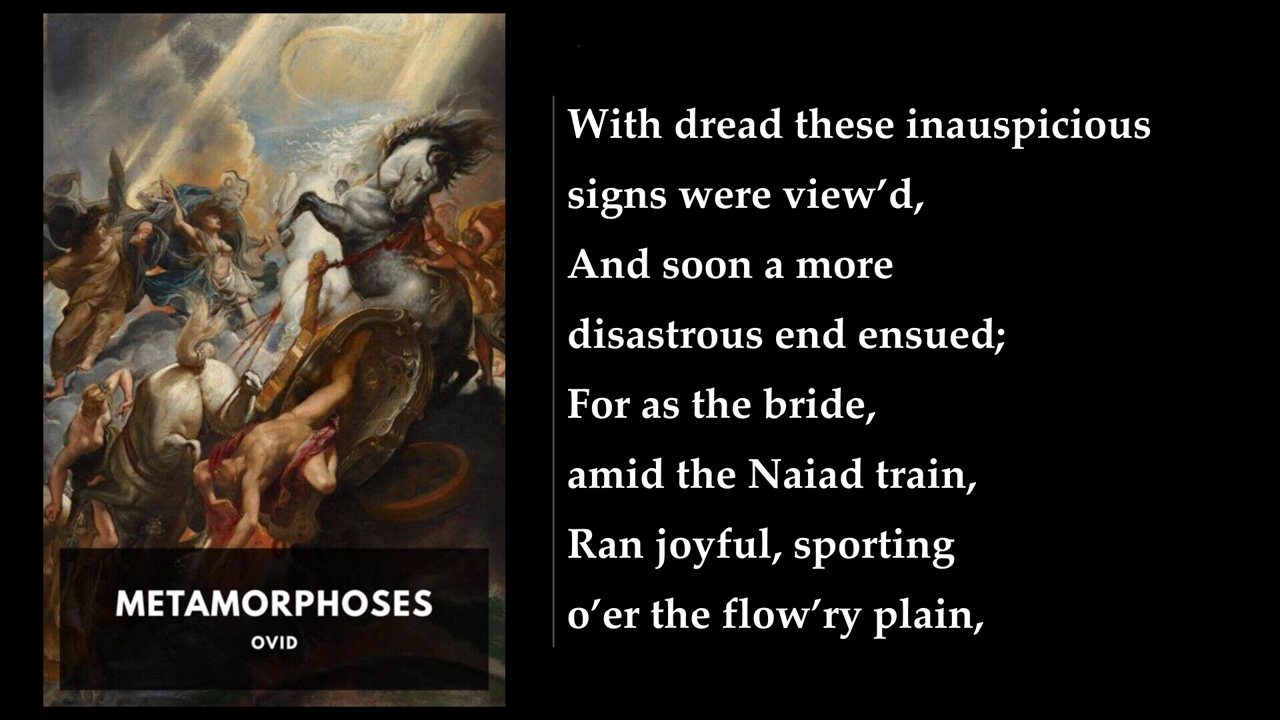 METAMORPHOSES
OVID
With dread these inauspicious
signs were view’d,
And soon a more
disastrous end ensued;
For as the bride,
amid the Naiad train,
Ran joyful, sporting
o’er the flow’ry plain,